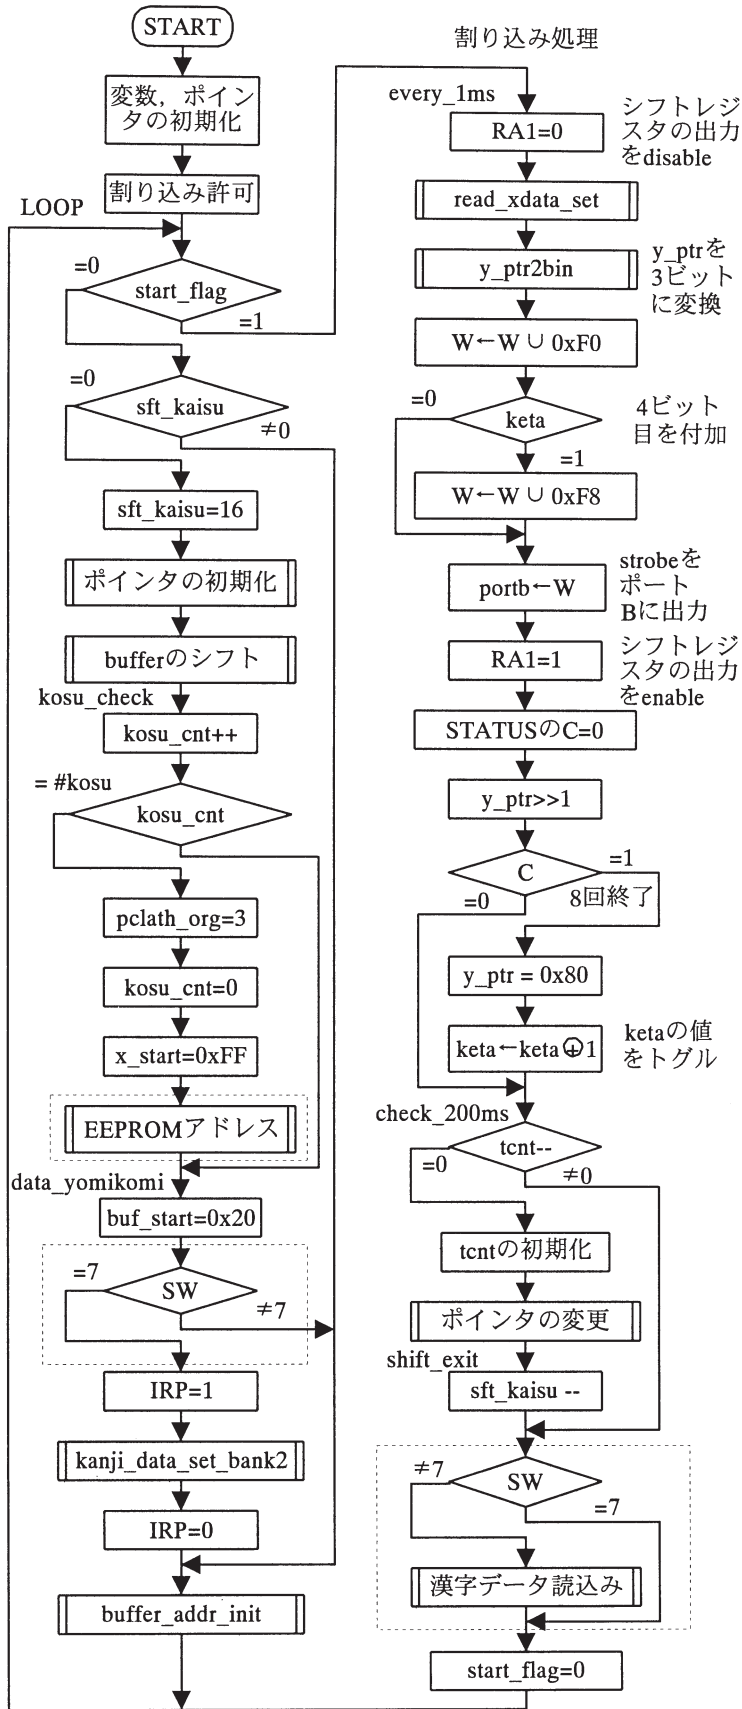 START
変数，ポイン
タの初期化
割り込み許可
LOOP
=0
start_flag
=1
=0
sft_kaisu
≠0
sft_kaisu=16
ポインタの初期化
bufferのシフト
kosu_check
kosu_cnt++
= #kosu
kosu_cnt
pclath_org=3
kosu_cnt=0
x_start=0xFF
EEPROMアドレス
data_yomikomi
buf_start=0x20
=7
SW
≠7
IRP=1
kanji_data_set_bank2
IRP=0
buffer_addr_init
割り込み処理
every_1ms
RA1=0
シフトレジ
スタの出力
をdisable
read_xdata_set
y_ptr2bin
y_ptrを
3ビット
に変換
W←W ∪ 0xF0
=0
keta
=1
4ビット
目を付加
W←W ∪ 0xF8
portb←W
strobeを
ポート
Bに出力
RA1=1
シフトレジ
スタの出力
をenable
STATUSのC=0
y_ptr>>1
C
=1
=0
8回終了
y_ptr = 0x80
keta←keta⊕1
ketaの値
をトグル
check_200ms
tcnt--
=0
≠0
tcntの初期化
ポインタの変更
shift_exit
sft_kaisu --
≠7
SW
=7
漢字データ読込み
start_flag=0